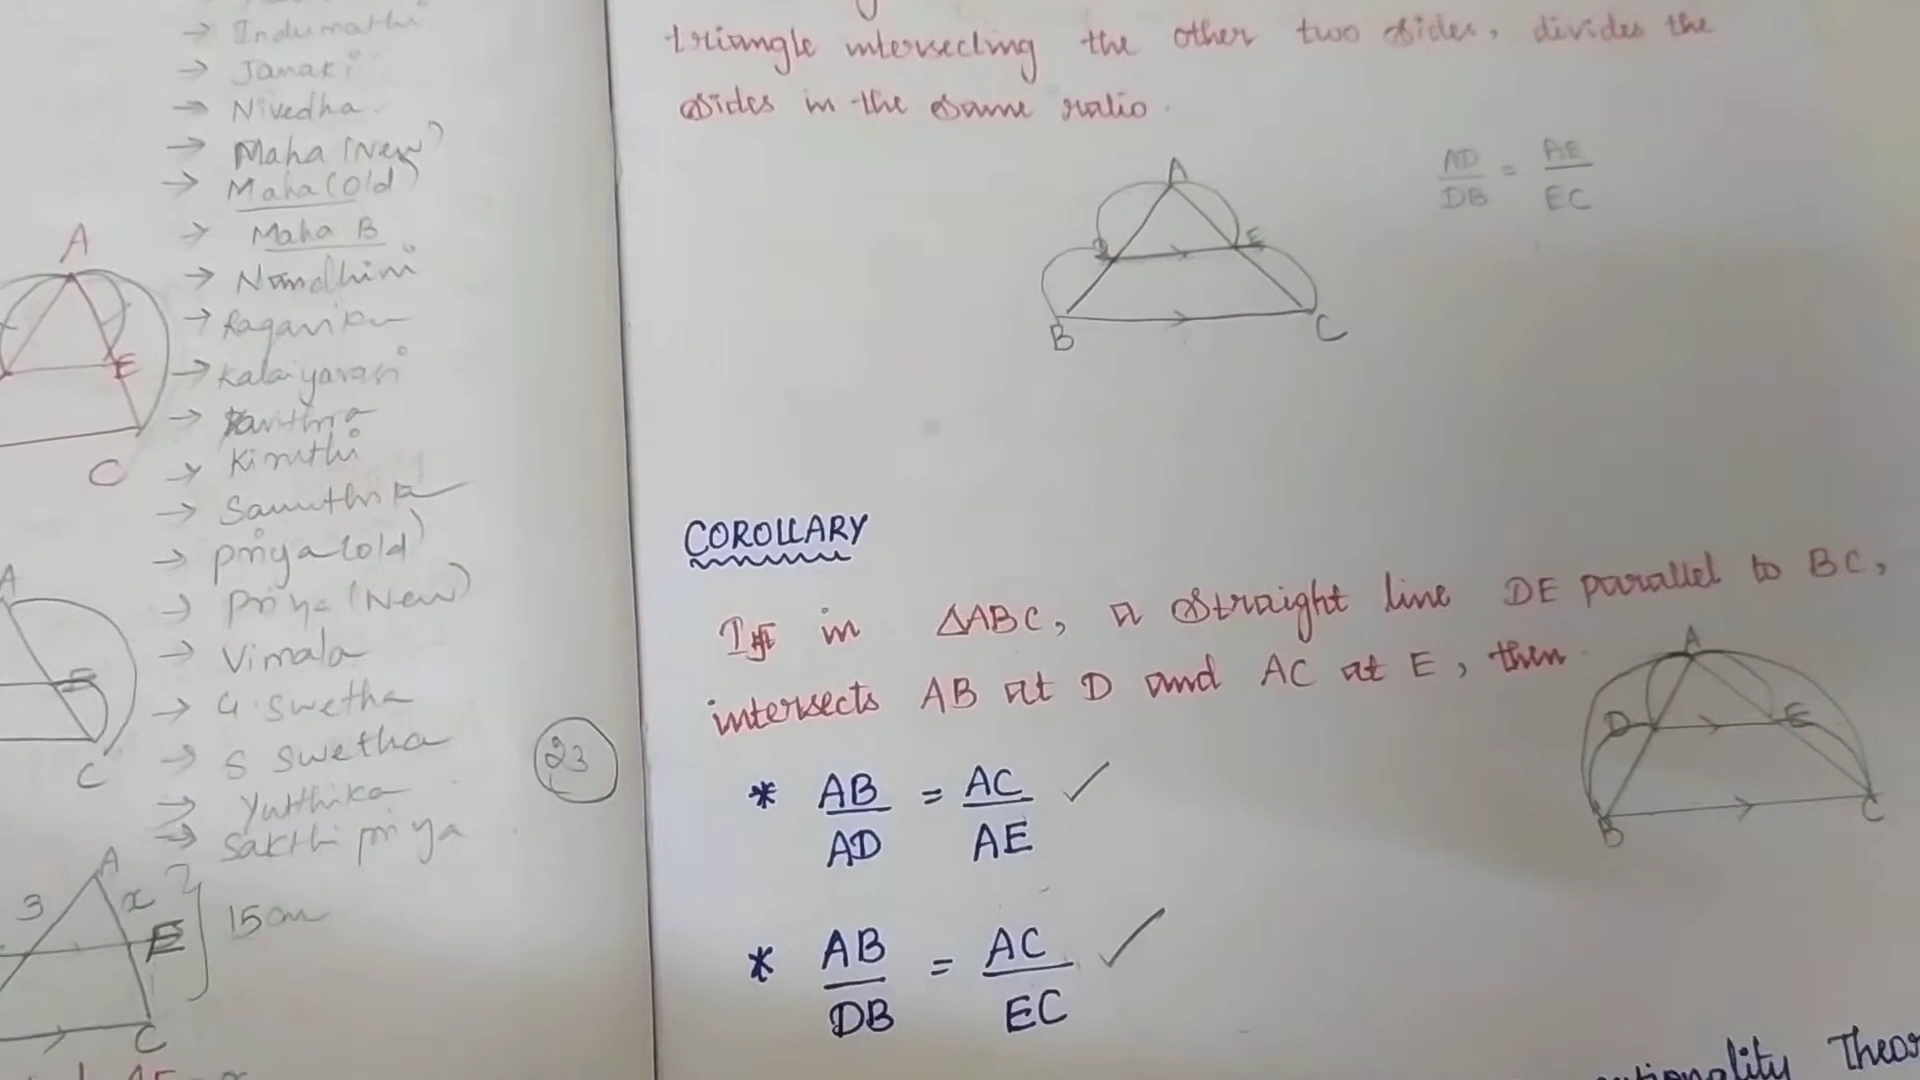 → Indumathi
→ Janaki
→ Nivedha
→ Maha (New)
→ Maha (Old)
→ Maha B
→ Nandhini
→
→ Kalaiyarasi
→
→ Kiruthi
→
→ Priya (old)
→ Priya (New)
→ Vimala
→ G. Swetha
→ S Swetha
→ Yutthika
→ Sakthi priya
23
A
E
C
A
E
C
A
3
x
E
15cm
C
AE
triangle intersecting the other two sides, divides the
sides in the same ratio.
A
E
B
C
AD/DB = AE/EC
COROLLARY
If in ΔABC, a straight line DE parallel to BC,
intersects AB at D and AC at E, then
A
D
E
B
C
* AB/AD = AC/AE ✓
* AB/DB = AC/EC ✓